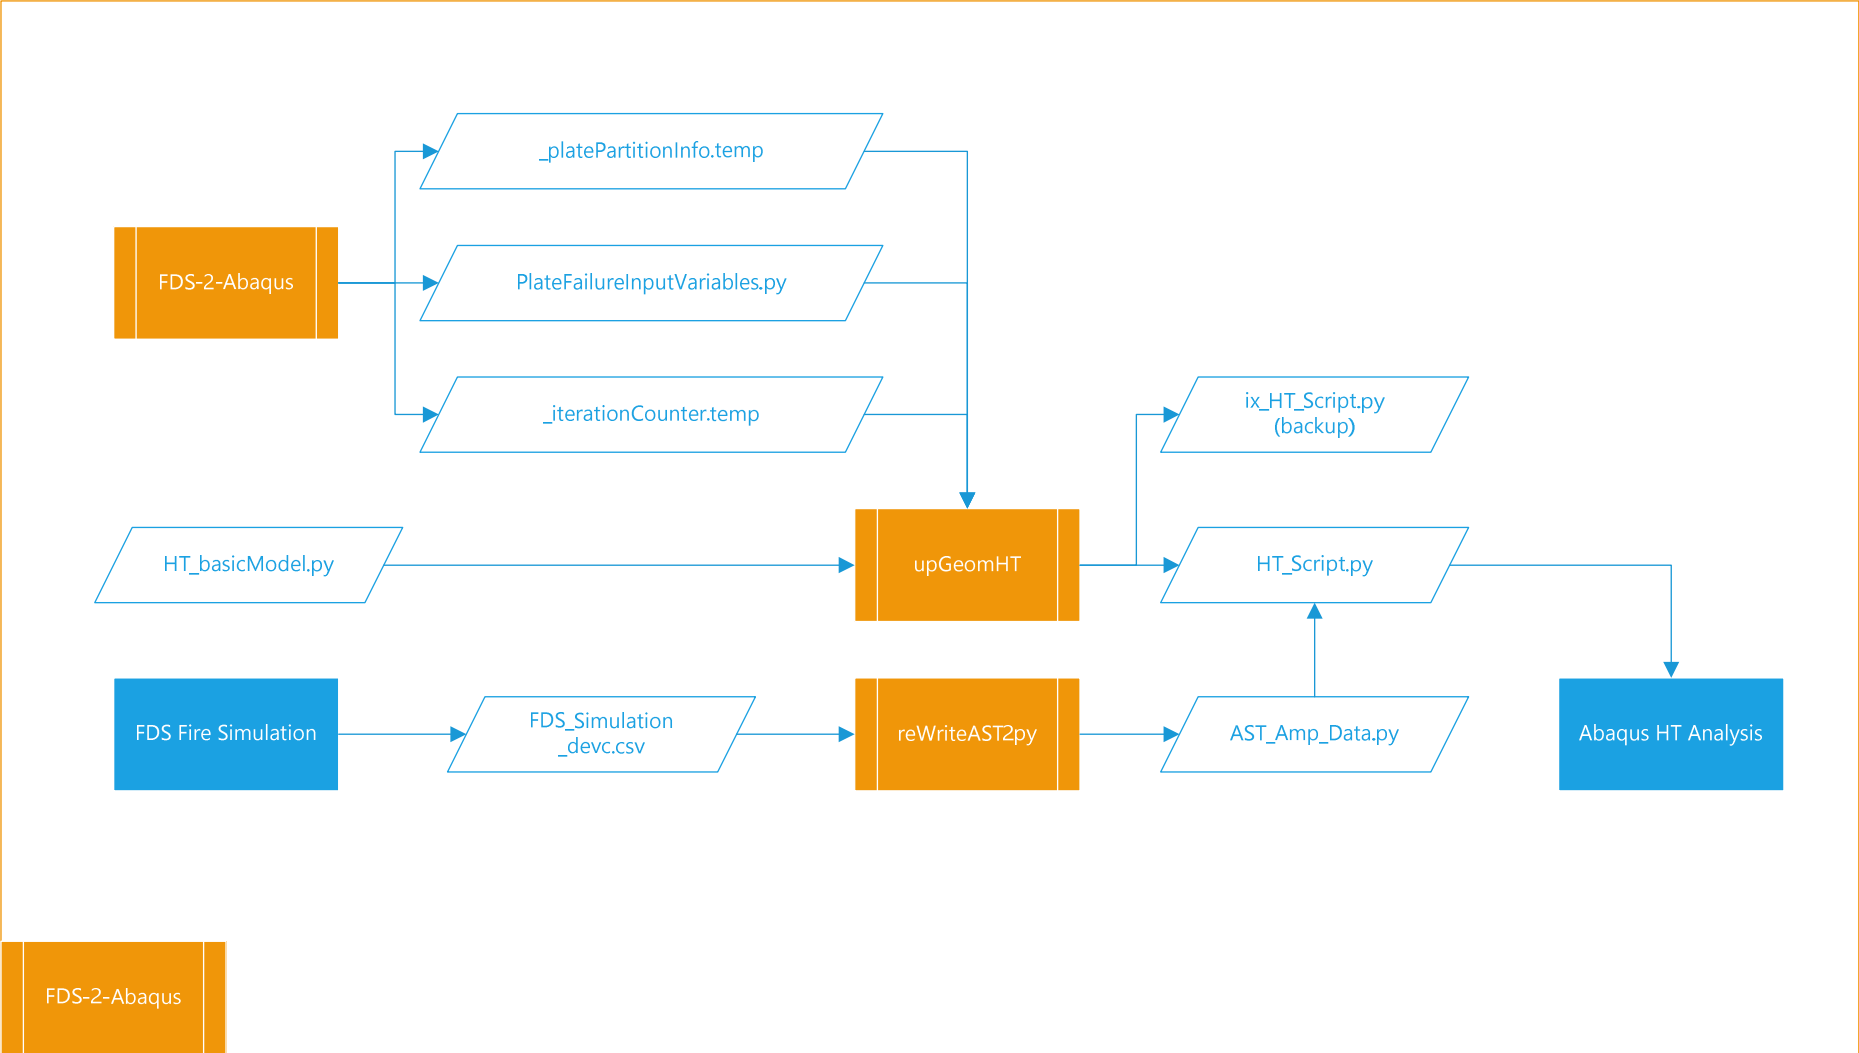 _platePartitionInfo.temp
FDS-2-Abaqus
PlateFailureInputVariables.py
_iterationCounter.temp
ix_HT_Script.py
(backup)
HT_basicModel.py
upGeomHT
HT_Script.py
FDS Fire Simulation
FDS_Simulation
_devc.csv
reWriteAST2py
AST_Amp_Data.py
Abaqus HT Analysis
FDS-2-Abaqus